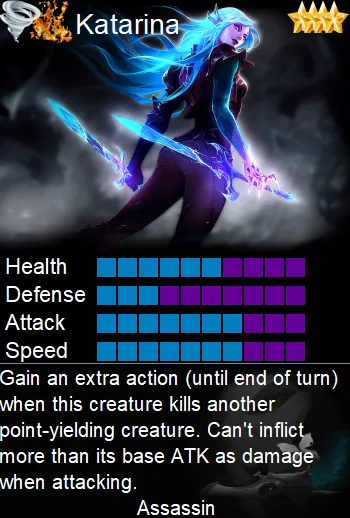 Katarina
Health
Defense
Attack
Speed
Gain an extra action (until end of turn)
when this creature kills another
point-yielding creature. Can't inflict
more than its base ATK as damage
when attacking.
Assassin